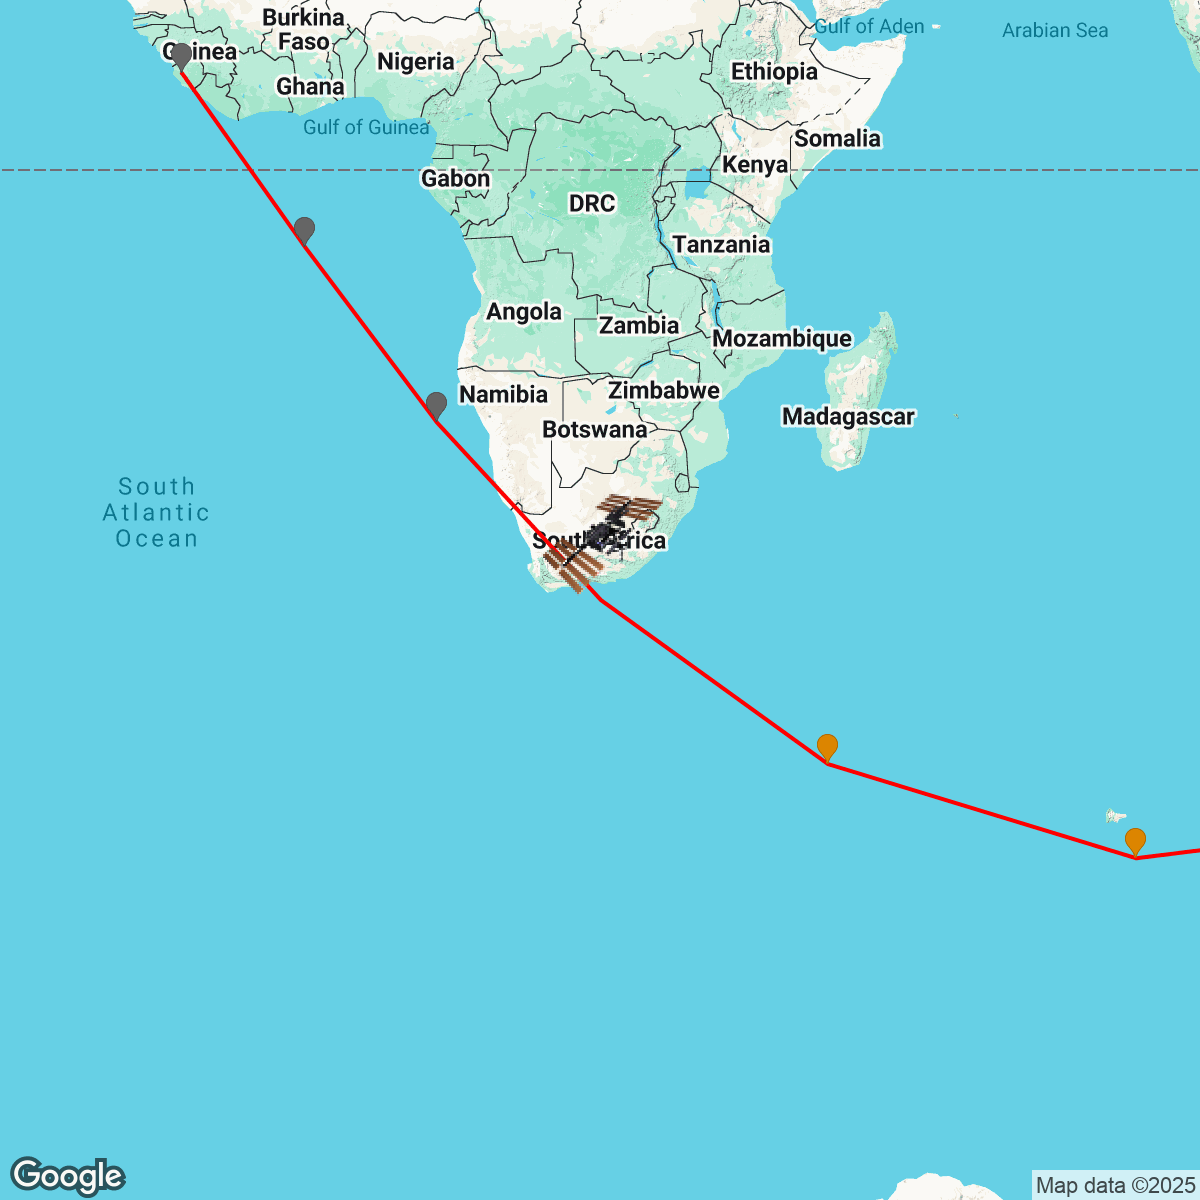 Burkina
Faso
Gulf of Aden
Arabian Sea
Guinea
Nigeria
Ethiopia
Ghana
Gulf of Guinea
Somalia
Kenya
Gabon
DRC
Tanzania
Angola
Zambia
Mozambique
Namibia
Zimbabwe
Madagascar
Botswana
South
Atlantic
Ocean
South Africa
Google
Map data ©2025